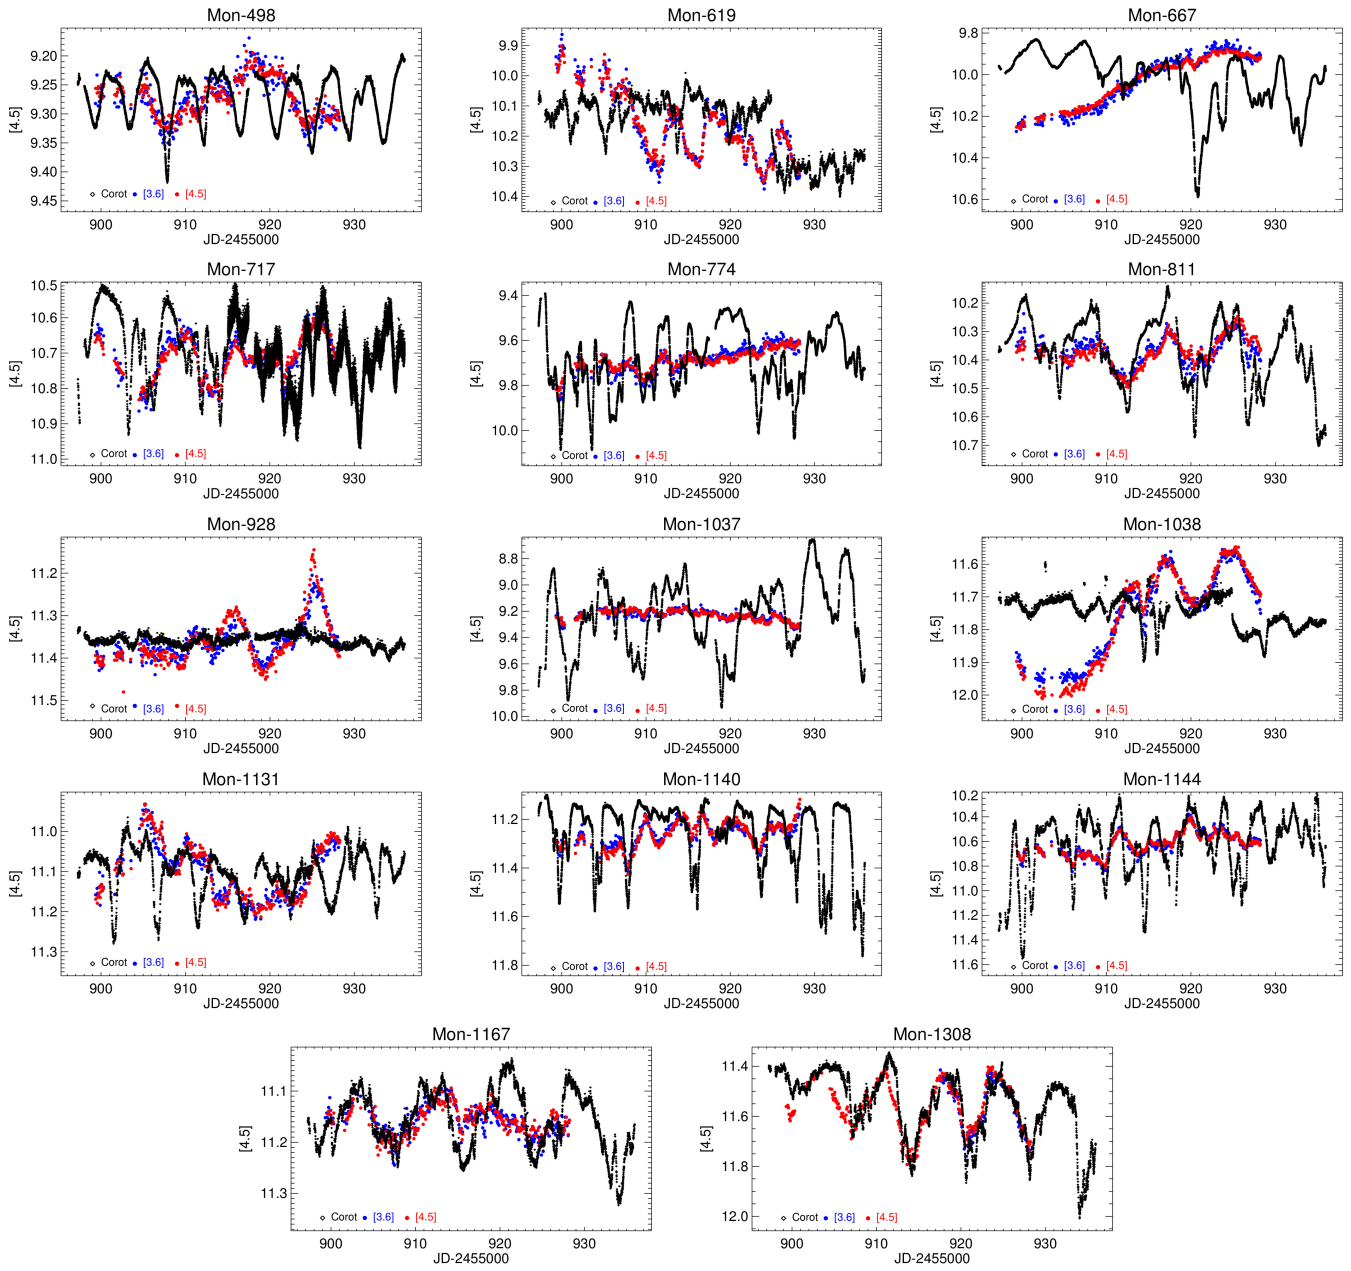 Mon-498 Mon-619 Mon-667
9.20 9.25 9.30 9.35 9.40 9.45 [4.5] 9.9 10.0 10.1 10.2 10.3 10.4 [4.5] 9.8 10.0 10.2 10.4 10.6 [4.5]
Corot [3.6] [4.5] Corot [3.6] [4.5] Corot [3.6] [4.5]
900 910 920 930 900 910 920 930 900 910 920 930
JD-2455000 JD-2455000 JD-2455000
Mon-717 Mon-774 Mon-811
10.5 10.6 10.7 10.8 10.9 11.0 [4.5] 9.4 9.6 9.8 10.0 [4.5] 10.2 10.3 10.4 10.5 10.6 10.7 [4.5]
Corot [3.6] [4.5] Corot [3.6] [4.5] Corot [3.6] [4.5]
900 910 920 930 900 910 920 930 900 910 920 930
JD-2455000 JD-2455000 JD-2455000
Mon-928 Mon-1037 Mon-1038
11.2 11.3 11.4 11.5 [4.5] 8.8 9.0 9.2 9.4 9.6 9.8 10.0 [4.5] 11.6 11.7 11.8 11.9 12.0 [4.5]
Corot [3.6] [4.5] Corot [3.6] [4.5] Corot [3.6] [4.5]
900 910 920 930 900 910 920 930 900 910 920 930
JD-2455000 JD-2455000 JD-2455000
Mon-1131 Mon-1140 Mon-1144
11.0 11.1 11.2 11.3 [4.5] 11.2 11.4 11.6 11.8 [4.5] 10.2 10.4 10.6 10.8 11.0 11.2 11.4 11.6 [4.5]
Corot [3.6] [4.5] Corot [3.6] [4.5] Corot [3.6] [4.5]
900 910 920 930 900 910 920 930 900 910 920 930
JD-2455000 JD-2455000 JD-2455000
Mon-1167 Mon-1308
11.1 11.2 11.3 [4.5] 11.4 11.6 11.8 12.0 [4.5]
Corot [3.6] [4.5] Corot [3.6] [4.5]
900 910 920 930 900 910 920 930
JD-2455000 JD-2455000